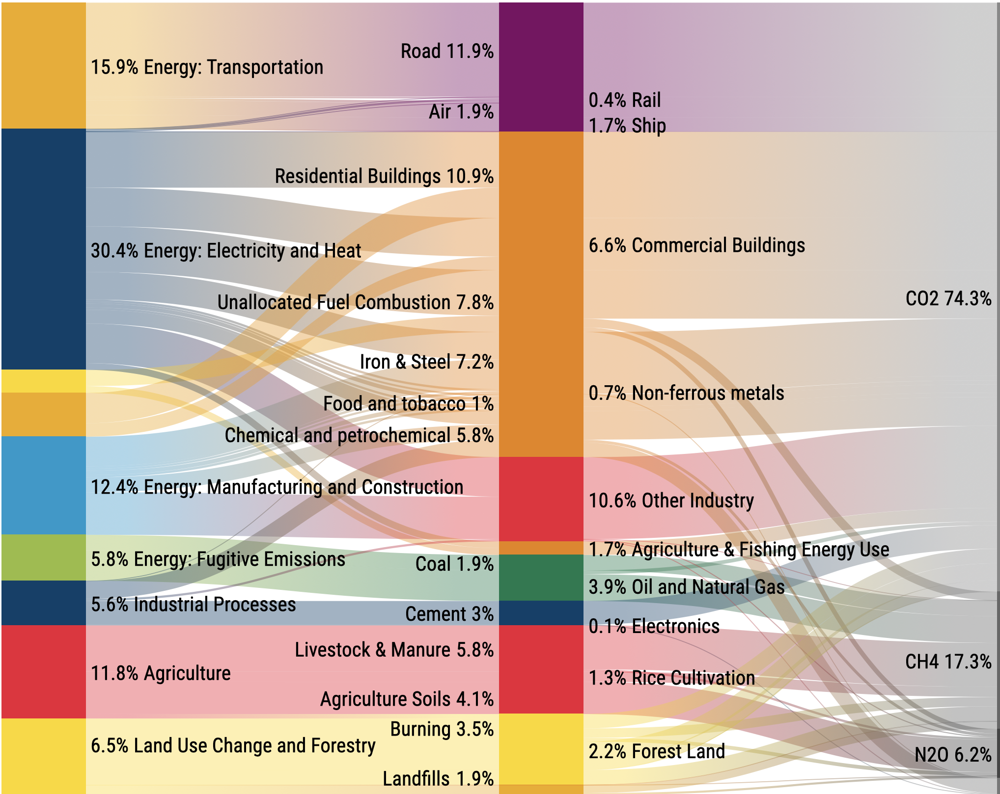 15.9% Energy: Transportation
30.4% Energy: Electricity and Heat
12.4% Energy: Manufacturing and Construction
5.8% Energy: Fugitive Emissions
5.6% Industrial Processes
11.8% Agriculture
6.5% Land Use Change and Forestry
Road 11.9%
Air 1.9%
Residential Buildings 10.9%
Unallocated Fuel Combustion 7.8%
Iron & Steel 7.2%
Food and tobacco 1%
Chemical and petrochemical 5.8%
Coal 1.9%
Cement 3%
Livestock & Manure 5.8%
Agriculture Soils 4.1%
Burning 3.5%
Landfills 1.9%
0.4% Rail
1.7% Ship
6.6% Commercial Buildings
0.7% Non-ferrous metals
10.6% Other Industry
1.7% Agriculture & Fishing Energy Use
3.9% Oil and Natural Gas
0.1% Electronics
1.3% Rice Cultivation
2.2% Forest Land
CO2 74.3%
CH4 17.3%
N2O 6.2%